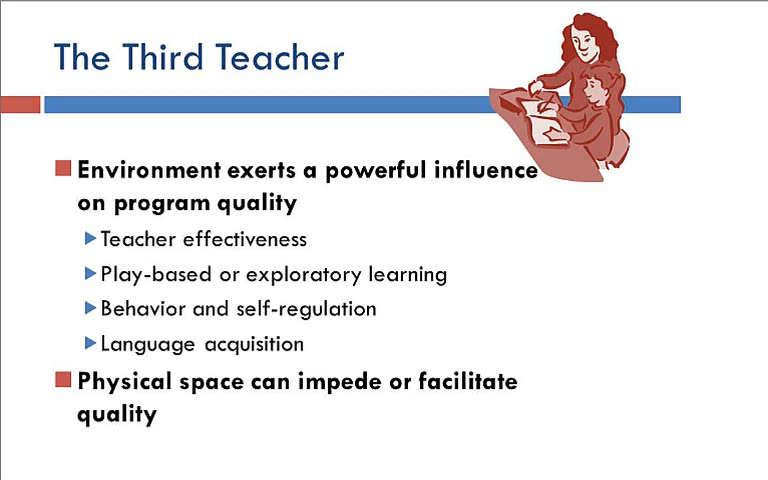 The Third Teacher
Environment exerts a powerful influence
on program quality
Teacher effectiveness
Play-based or exploratory learning
Behavior and self-regulation
Language acquisition
Physical space can impede or facilitate
quality